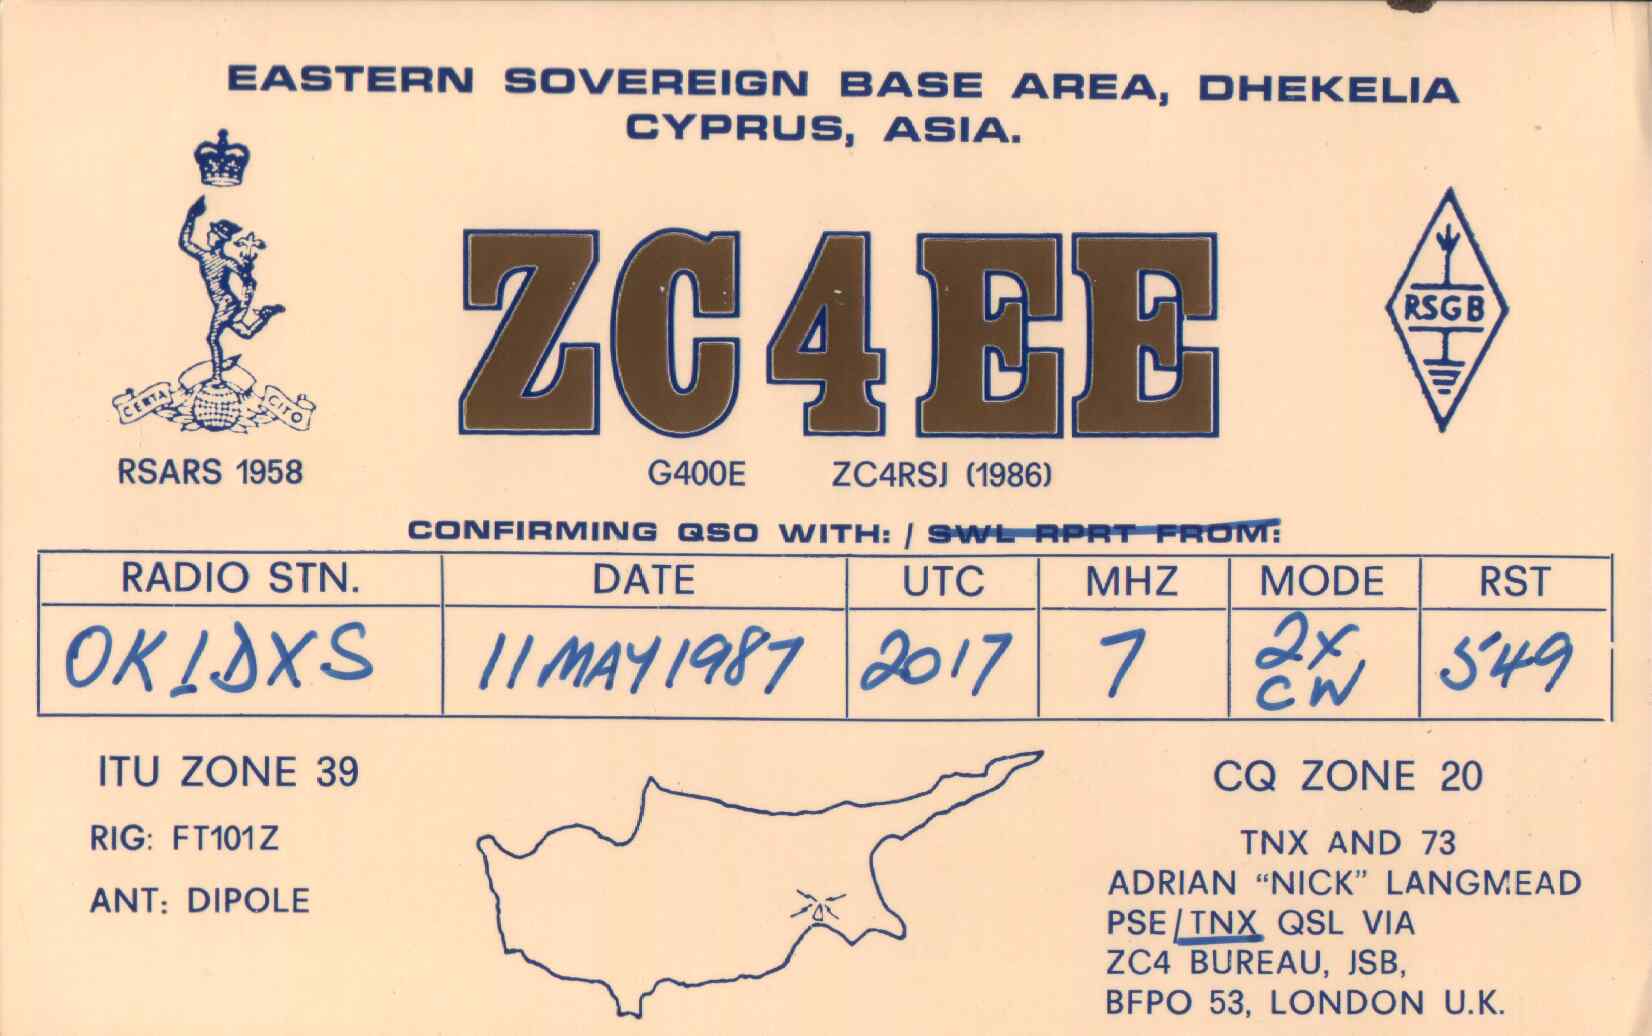 EASTERN SOVEREIGN BASE AREA, DHEKELIA
CYPRUS, ASIA.
ZC4EE
RSGB
CERTA CITO
RSARS 1958
G4OOE ZC4RSJ (1986)
CONFIRMING QSO WITH: / SWL RPRT FROM:
RADIO STN. DATE UTC MHZ MODE RST
OK1DXS 11 MAY 1987 2017 7 2X CW 549
ITU ZONE 39
RIG: FT101Z
ANT: DIPOLE
CQ ZONE 20
TNX AND 73
ADRIAN “NICK” LANGMEAD
PSE/TNX QSL VIA
ZC4 BUREAU, JSB,
BFPO 53, LONDON U.K.